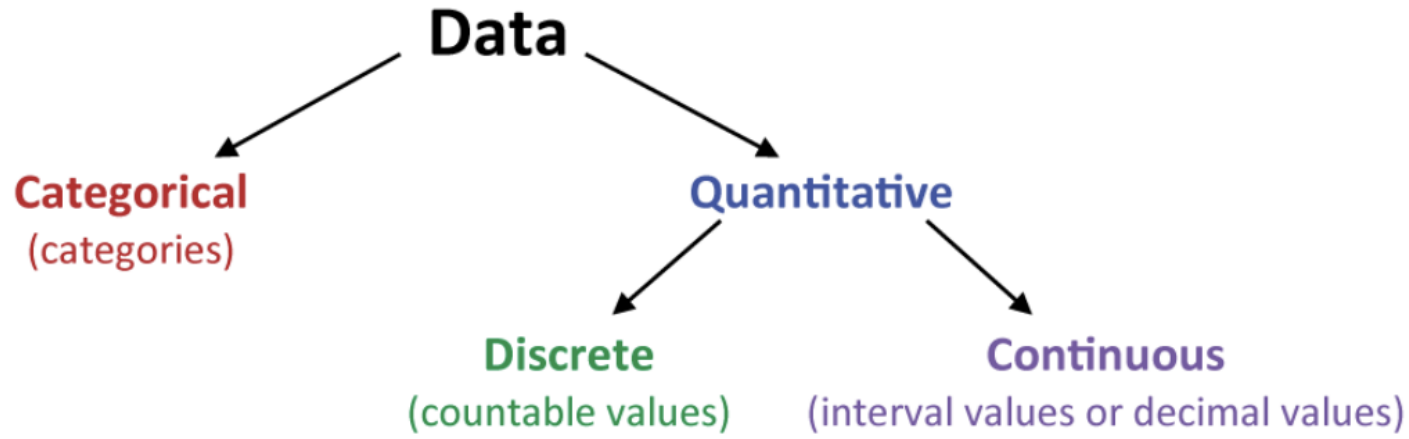 Data
Categorical
(categories)
Quantitative
Discrete
(countable values)
Continuous
(interval values or decimal values)